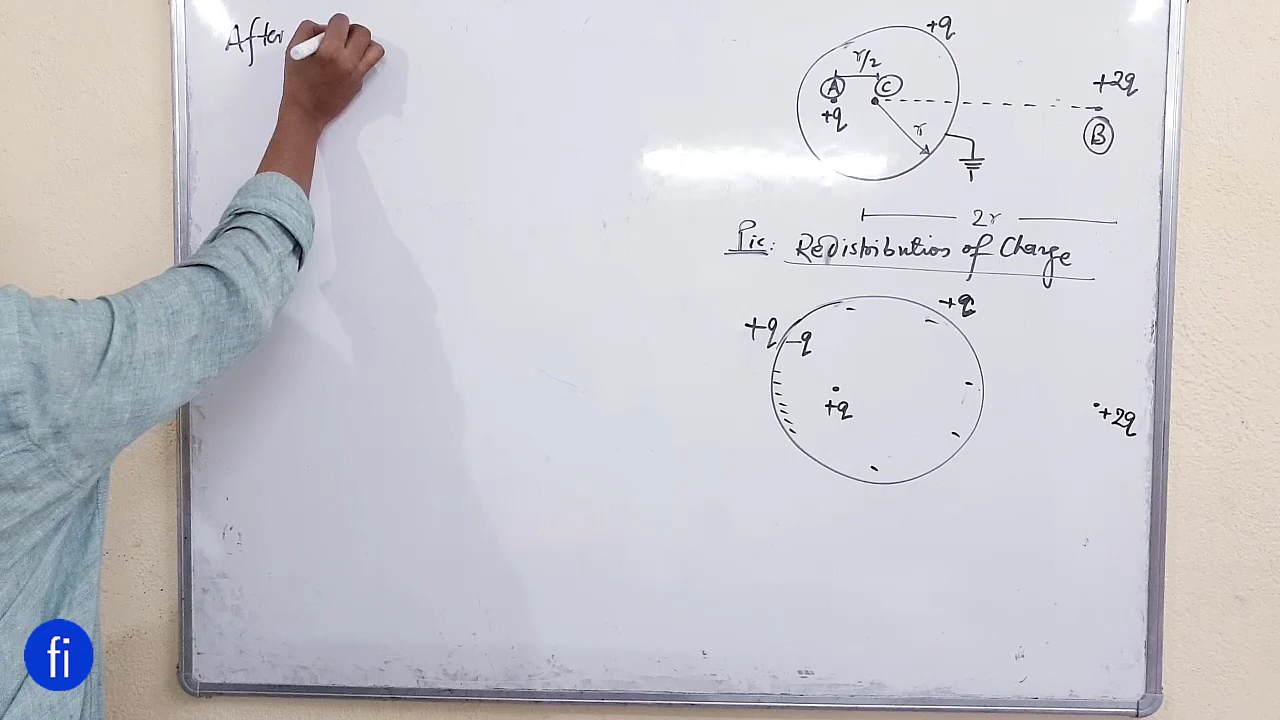 After
+q
r/2
A
C
+2q
+q
r
B
2r
Pic: Redistribution of Charge
+q
+q
-q
+q
+2q
fi